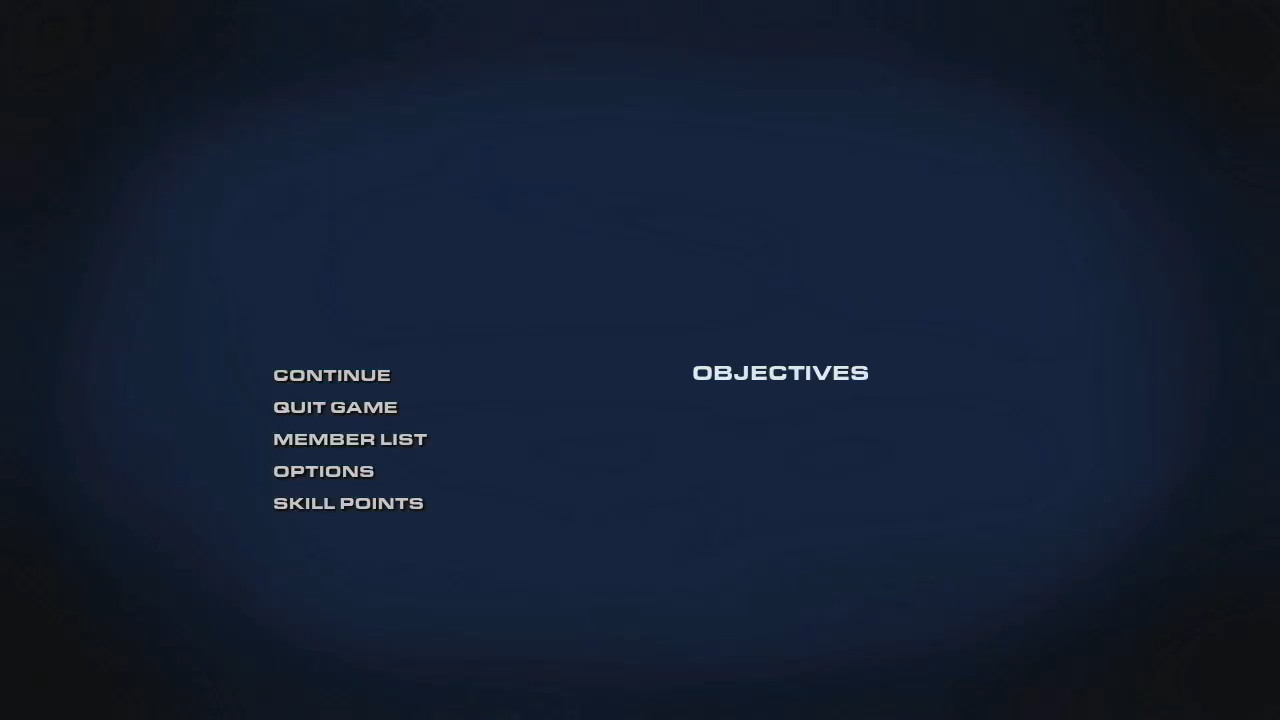 CONTINUE
QUIT GAME
MEMBER LIST
OPTIONS
SKILL POINTS
OBJECTIVES